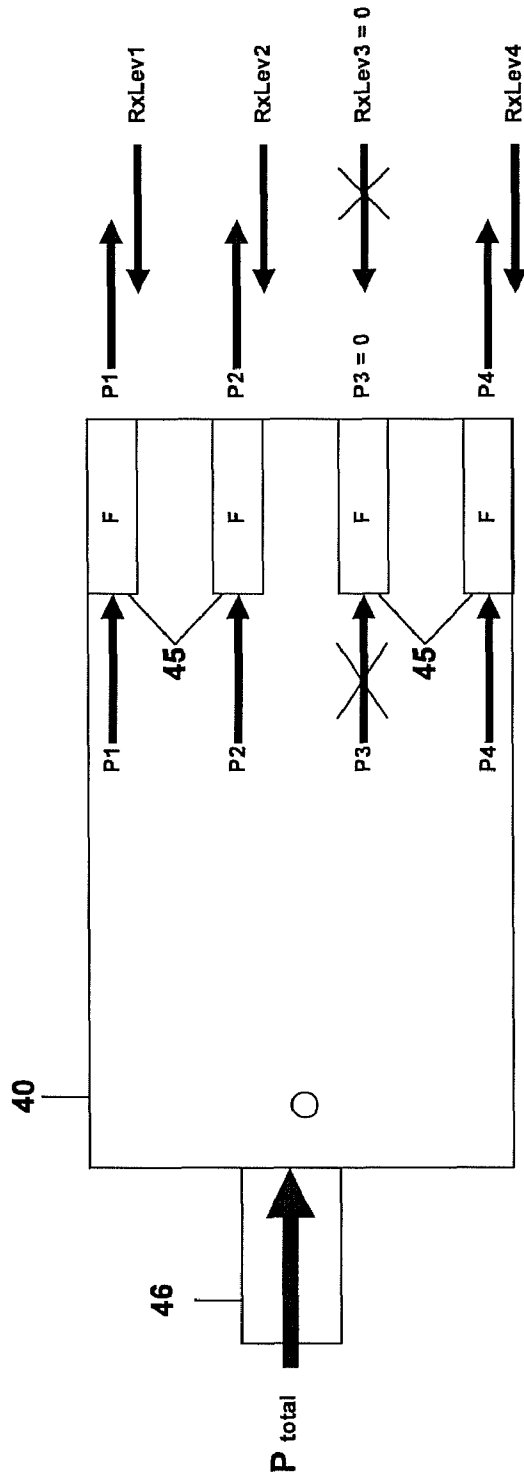 P total
46
40
P1
P2
P3
P4
45
45
F
F
F
F
P1
P2
P3 = 0
P4
RxLev1
RxLev2
RxLev3 = 0
RxLev4